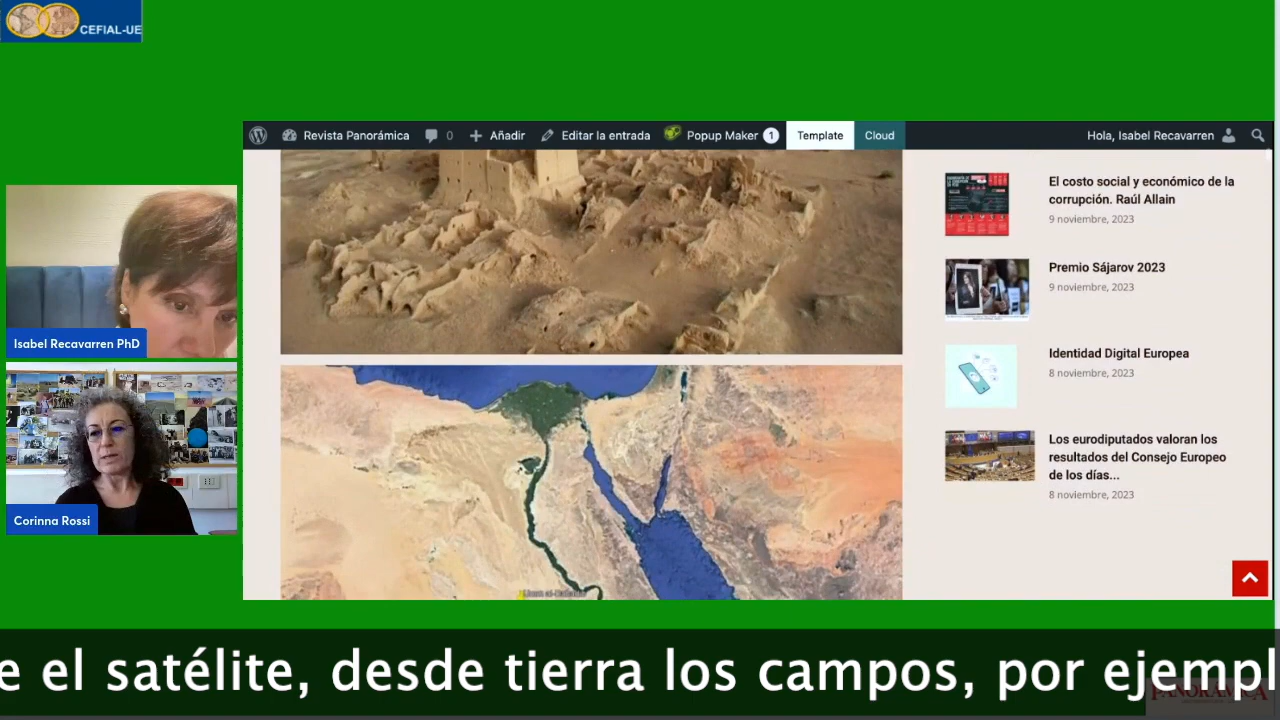 CEFIAL-UE
Revista Panorámica 0 Añadir Editar la entrada Popup Maker 1 Template Cloud Hola, Isabel Recavarren
El costo social y económico de la
corrupción. Raúl Allain
9 noviembre, 2023
Premio Sájarov 2023
9 noviembre, 2023
Identidad Digital Europea
8 noviembre, 2023
Los eurodiputados valoran los
resultados del Consejo Europeo
de los días...
8 noviembre, 2023
Isabel Recavarren PhD
Corinna Rossi
e el satélite, desde tierra los campos, por ejempl
PANORÁMICA